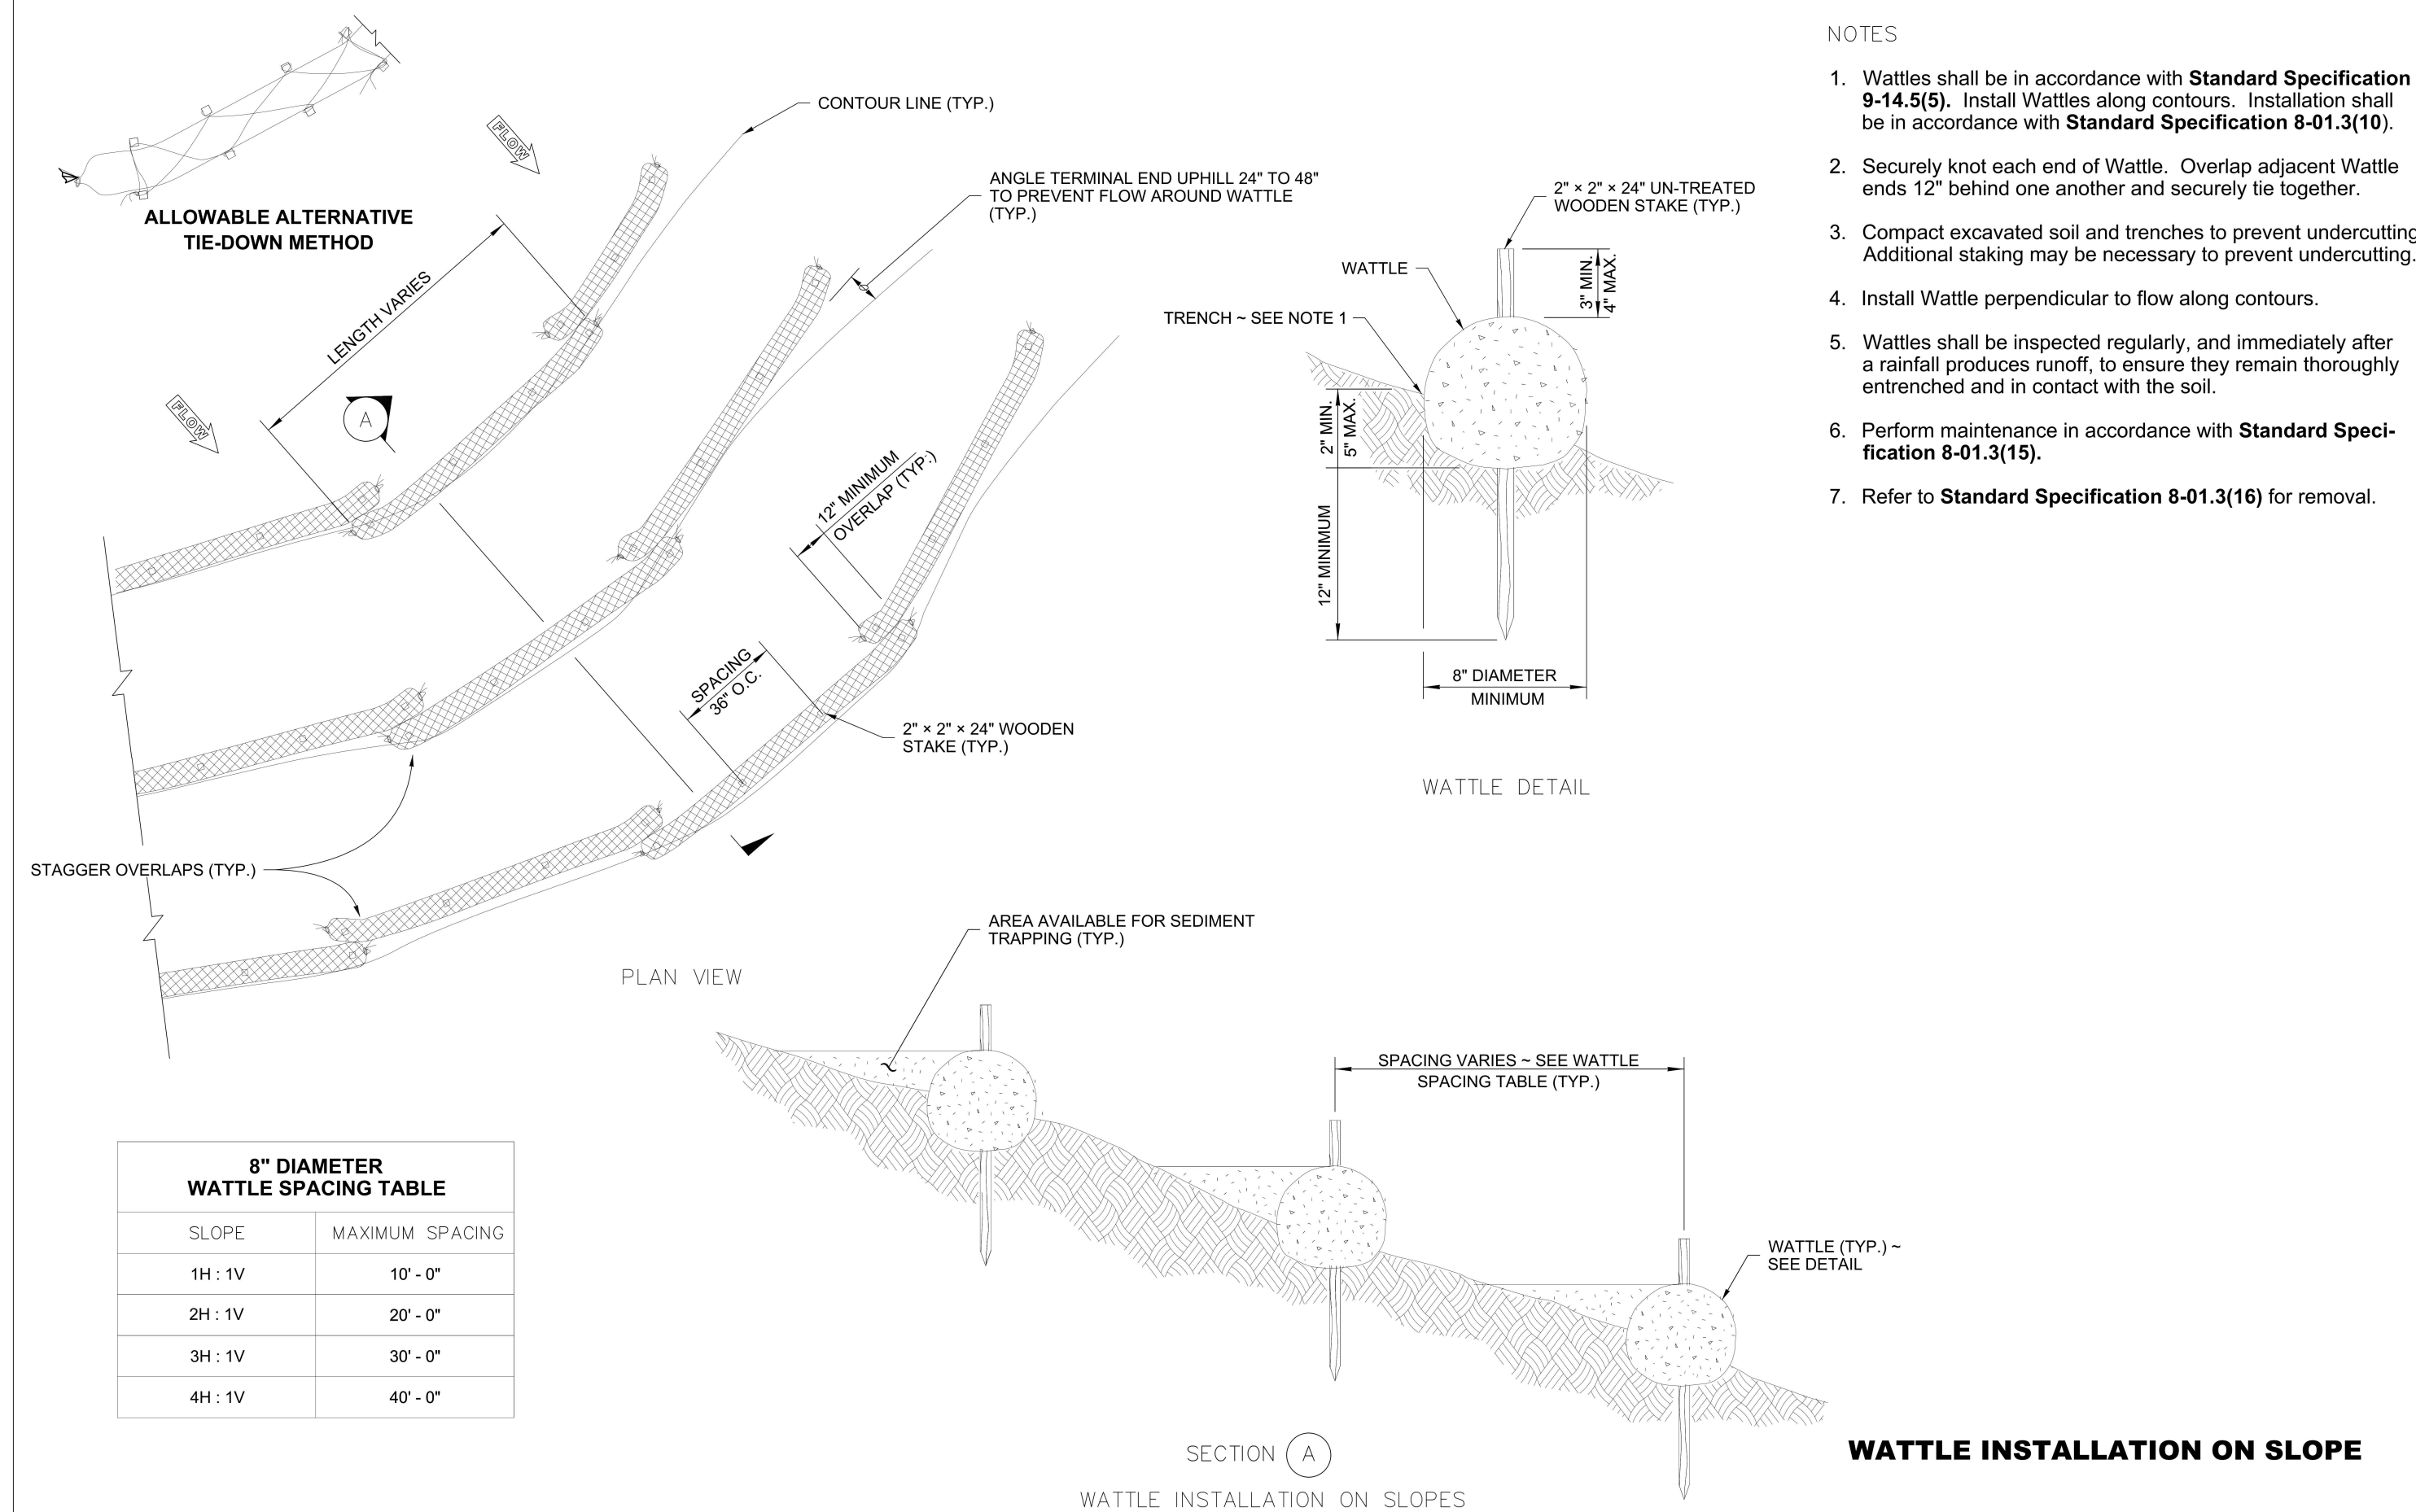 ALLOWABLE ALTERNATIVE
TIE-DOWN METHOD
FLOW
CONTOUR LINE (TYP.)
ANGLE TERMINAL END UPHILL 24" TO 48"
TO PREVENT FLOW AROUND WATTLE
(TYP.)
LENGTH VARIES
FLOW
A
12" MINIMUM
OVERLAP (TYP.)
SPACING
36" O.C.
2" × 2" × 24" WOODEN
STAKE (TYP.)
STAGGER OVERLAPS (TYP.)
PLAN VIEW
2" × 2" × 24" UN-TREATED
WOODEN STAKE (TYP.)
WATTLE
TRENCH ~ SEE NOTE 1
3" MIN.
4" MAX.
2" MIN.
5" MAX.
12" MINIMUM
8" DIAMETER
MINIMUM
WATTLE DETAIL
NOTES
1. Wattles shall be in accordance with Standard Specification
9-14.5(5). Install Wattles along contours. Installation shall
be in accordance with Standard Specification 8-01.3(10).
2. Securely knot each end of Wattle. Overlap adjacent Wattle
ends 12" behind one another and securely tie together.
3. Compact excavated soil and trenches to prevent undercutting
Additional staking may be necessary to prevent undercutting.
4. Install Wattle perpendicular to flow along contours.
5. Wattles shall be inspected regularly, and immediately after
a rainfall produces runoff, to ensure they remain thoroughly
entrenched and in contact with the soil.
6. Perform maintenance in accordance with Standard Speci-
fication 8-01.3(15).
7. Refer to Standard Specification 8-01.3(16) for removal.
AREA AVAILABLE FOR SEDIMENT
TRAPPING (TYP.)
SPACING VARIES ~ SEE WATTLE
SPACING TABLE (TYP.)
WATTLE (TYP.) ~
SEE DETAIL
8" DIAMETER
WATTLE SPACING TABLE
SLOPE MAXIMUM SPACING
1H : 1V 10' - 0"
2H : 1V 20' - 0"
3H : 1V 30' - 0"
4H : 1V 40' - 0"
SECTION A
WATTLE INSTALLATION ON SLOPES
WATTLE INSTALLATION ON SLOPE